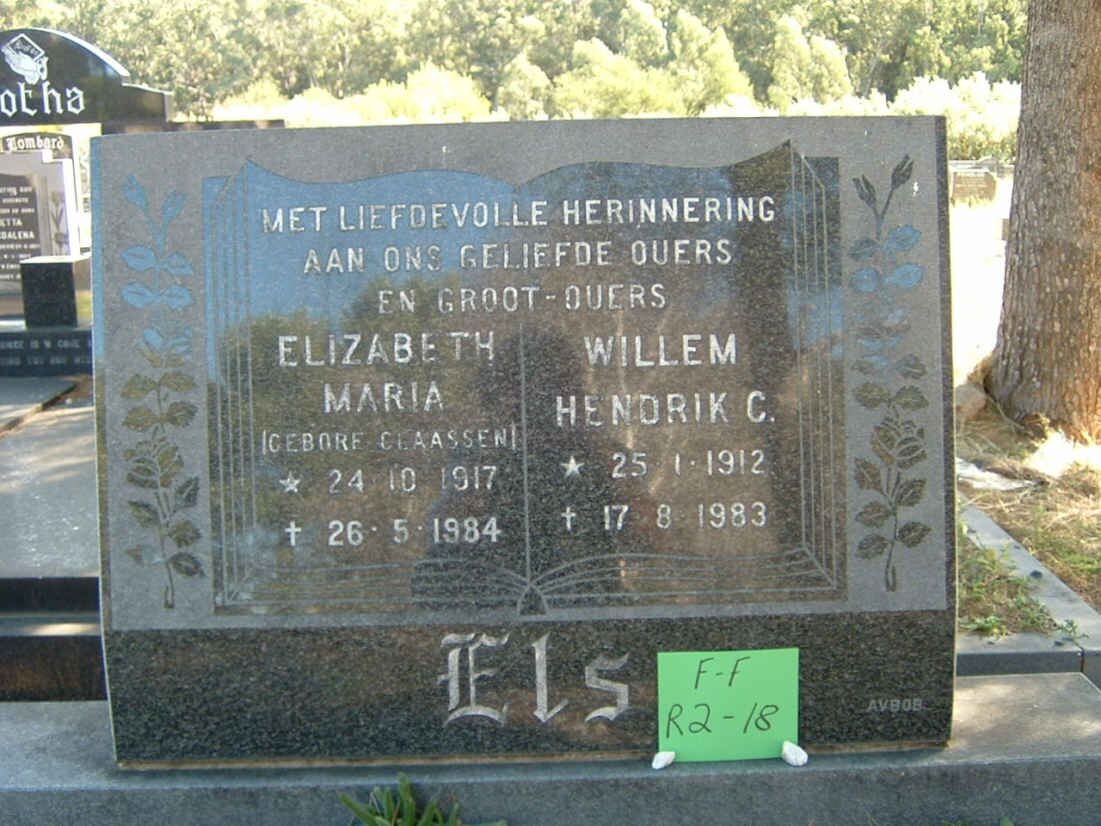 otha
Lombard
MET LIEFDEVOLLE HERINNERING
AAN ONS GELIEFDE OUERS
EN GROOT-OUERS
ELIZABETH
MARIA
(GEBORE CLAASSEN)
* 24·10·1917
† 26·5·1984
WILLEM
HENDRIK C.
* 25·1·1912
† 17·8·1983
Els
AVBOB
F-F
R2-18